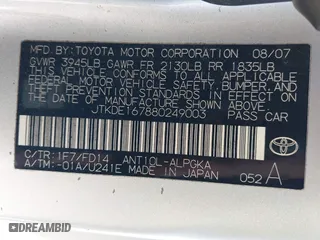 MFD. BY: TOYOTA MOTOR CORPORATION 08/07
GVWR 3945LB GAWR FR 2130LB RR 1835LB
THIS VEHICLE CONFORMS TO ALL APPLICABLE
FEDERAL MOTOR VEHICLE SAFETY, BUMPER, AND
THEFT PREVENTION STANDARDS IN EFFECT ON
THE DATE OF MANUFACTURE SHOWN ABOVE.
JTKDE167880249003 PASS CAR
C/TR: 1F7/FD14 ANT10L-ALPGKA
A/TM: -01A/U241E MADE IN JAPAN 052 A
TOYOTA
© DREAMBID